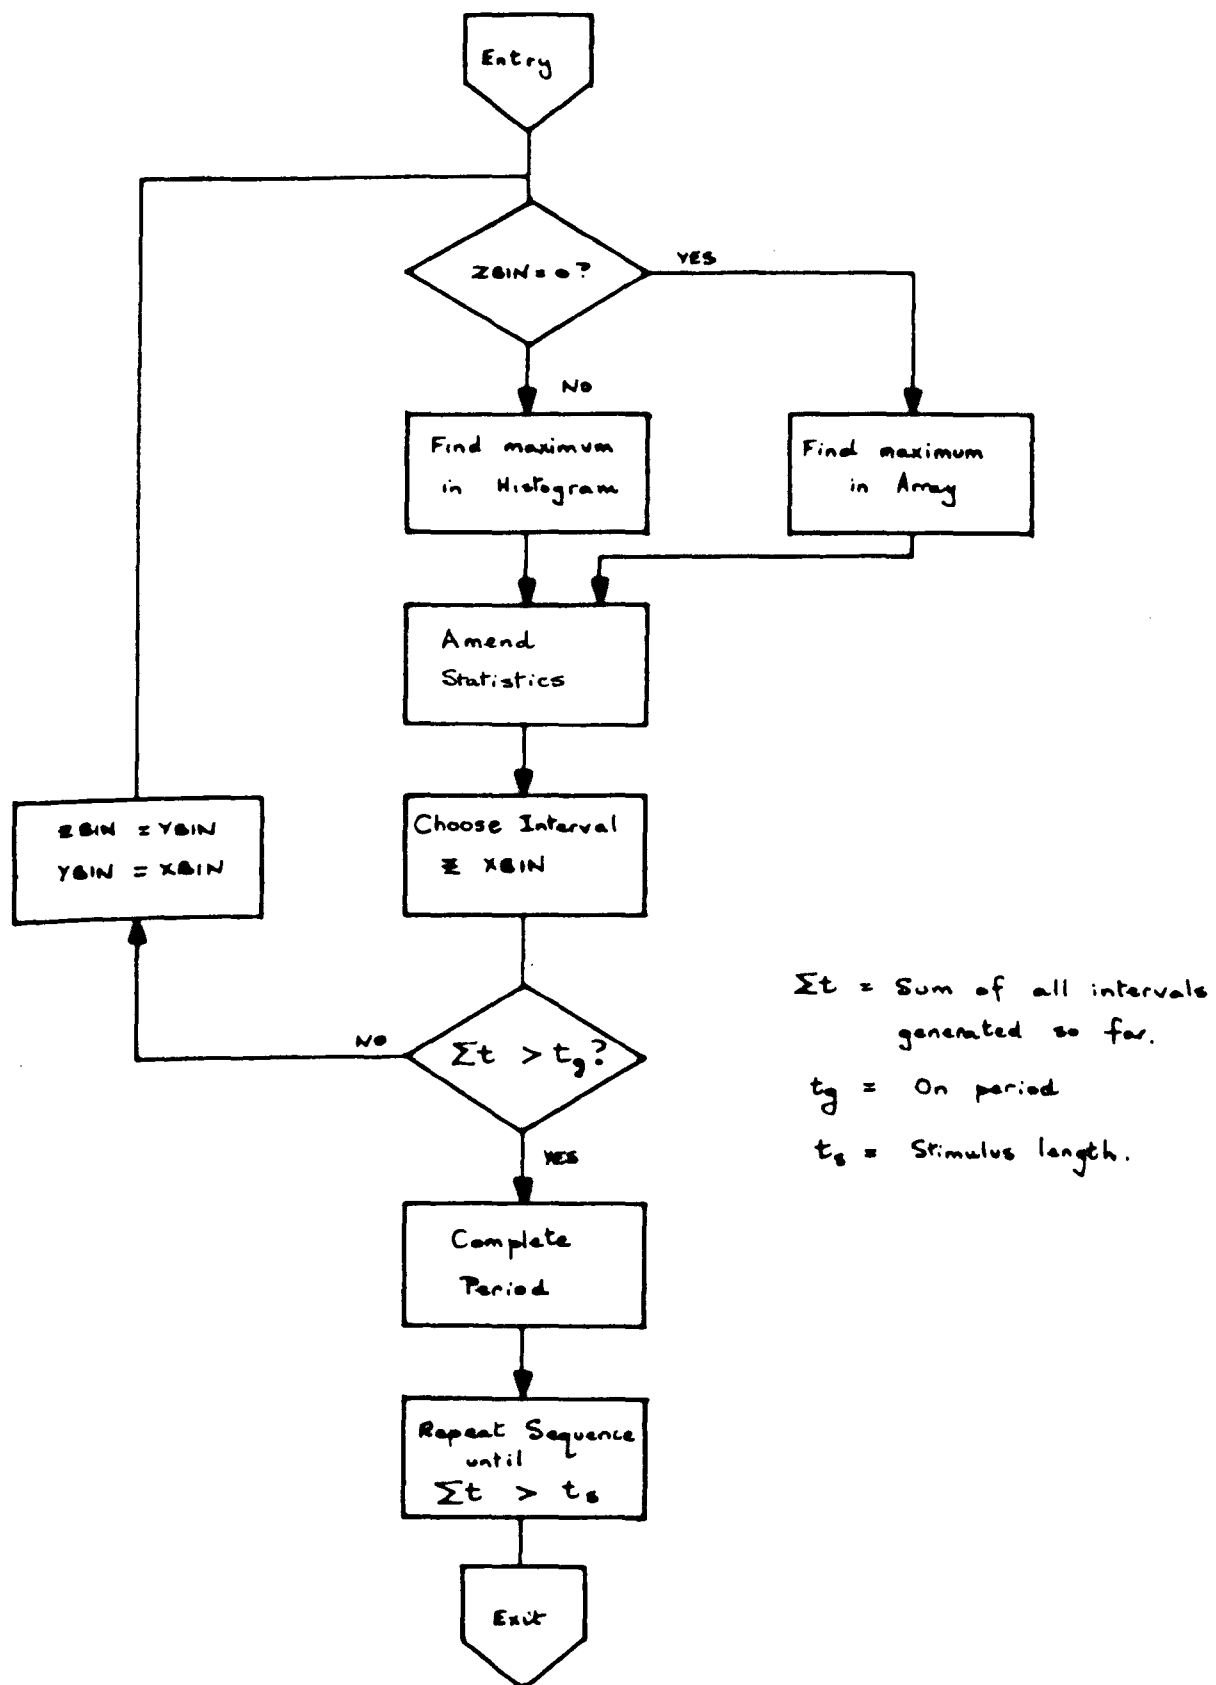 Entry
ZBIN = 0?
YES
NO
Find maximum
in Histogram
Find maximum
in Array
Amend
Statistics
Choose Interval
≡ XBIN
ZBIN = YBIN
YBIN = XBIN
Σt > tg?
NO
YES
Σt = Sum of all intervals
generated so far.
tg = On period
ts = Stimulus length.
Complete
Period
Repeat Sequence
until
Σt > ts
Exit